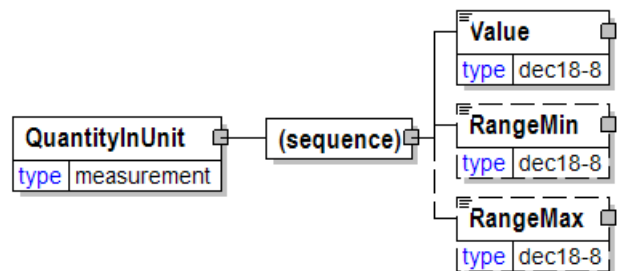 Value
type dec18-8
QuantityInUnit
type measurement
(sequence)
RangeMin
type dec18-8
RangeMax
type dec18-8